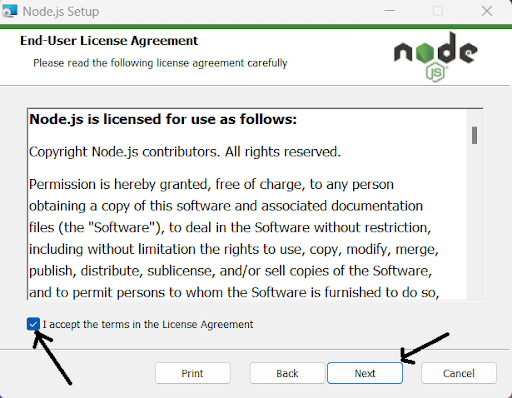 Node.js Setup
End-User License Agreement
Please read the following license agreement carefully
node
JS
Node.js is licensed for use as follows:
Copyright Node.js contributors. All rights reserved.
Permission is hereby granted, free of charge, to any person
obtaining a copy of this software and associated documentation
files (the "Software"), to deal in the Software without restriction,
including without limitation the rights to use, copy, modify, merge,
publish, distribute, sublicense, and/or sell copies of the Software,
and to permit persons to whom the Software is furnished to do so,
I accept the terms in the License Agreement
Print Back Next Cancel